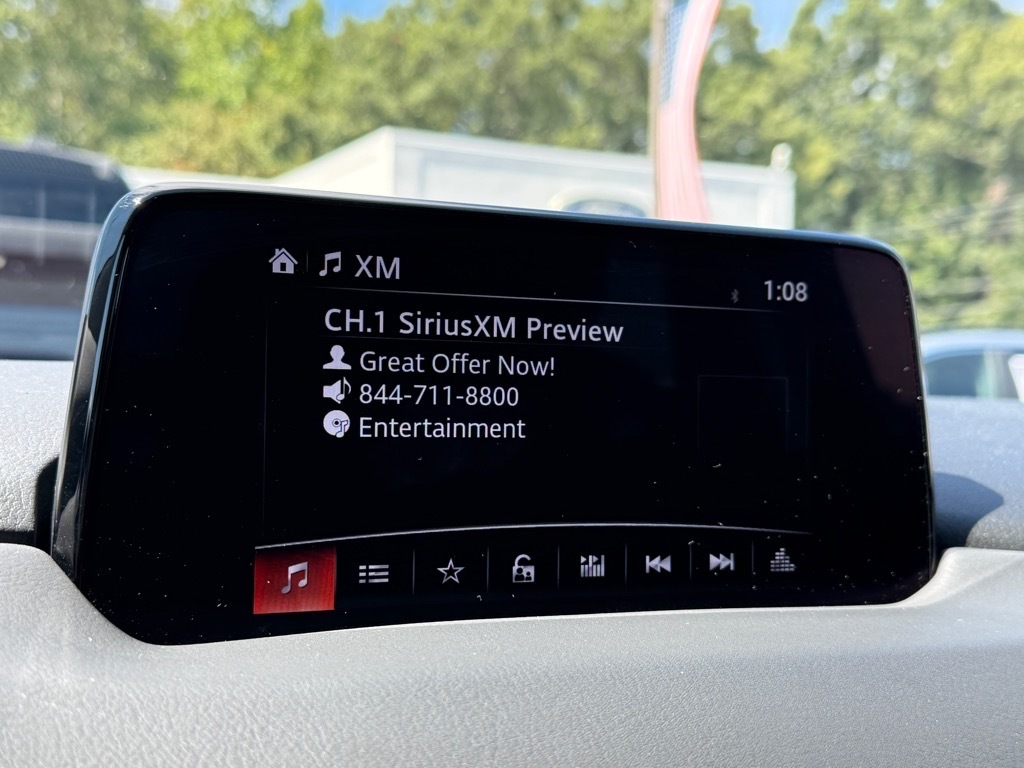 XM
1:08
CH.1 SiriusXM Preview
Great Offer Now!
844-711-8800
Entertainment